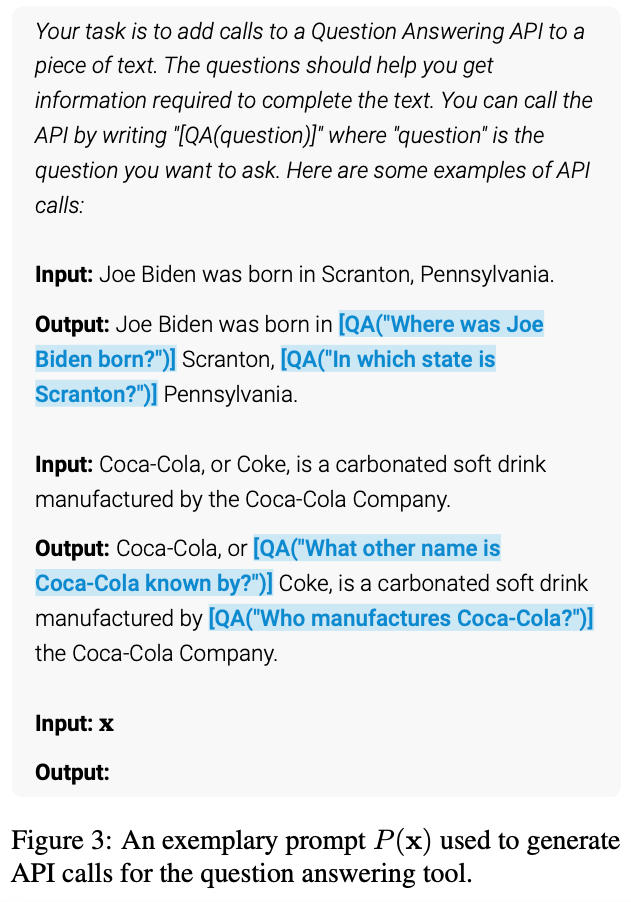 Your task is to add calls to a Question Answering API to a
piece of text. The questions should help you get
information required to complete the text. You can call the
API by writing "[QA(question)]" where "question" is the
question you want to ask. Here are some examples of API
calls:
Input: Joe Biden was born in Scranton, Pennsylvania.
Output: Joe Biden was born in [QA("Where was Joe
Biden born?")] Scranton, [QA("In which state is
Scranton?")] Pennsylvania.
Input: Coca-Cola, or Coke, is a carbonated soft drink
manufactured by the Coca-Cola Company.
Output: Coca-Cola, or [QA("What other name is
Coca-Cola known by?")] Coke, is a carbonated soft drink
manufactured by [QA("Who manufactures Coca-Cola?")]
the Coca-Cola Company.
Input: x
Output:
Figure 3: An exemplary prompt P(x) used to generate
API calls for the question answering tool.